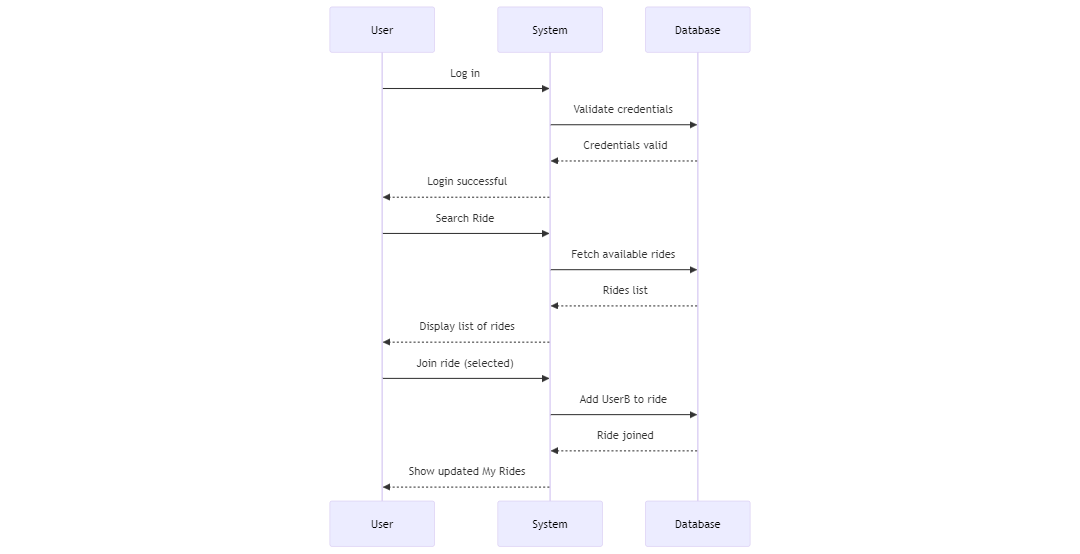 User
System
Database
Log in
Validate credentials
Credentials valid
Login successful
Search Ride
Fetch available rides
Rides list
Display list of rides
Join ride (selected)
Add UserB to ride
Ride joined
Show updated My Rides
User
System
Database